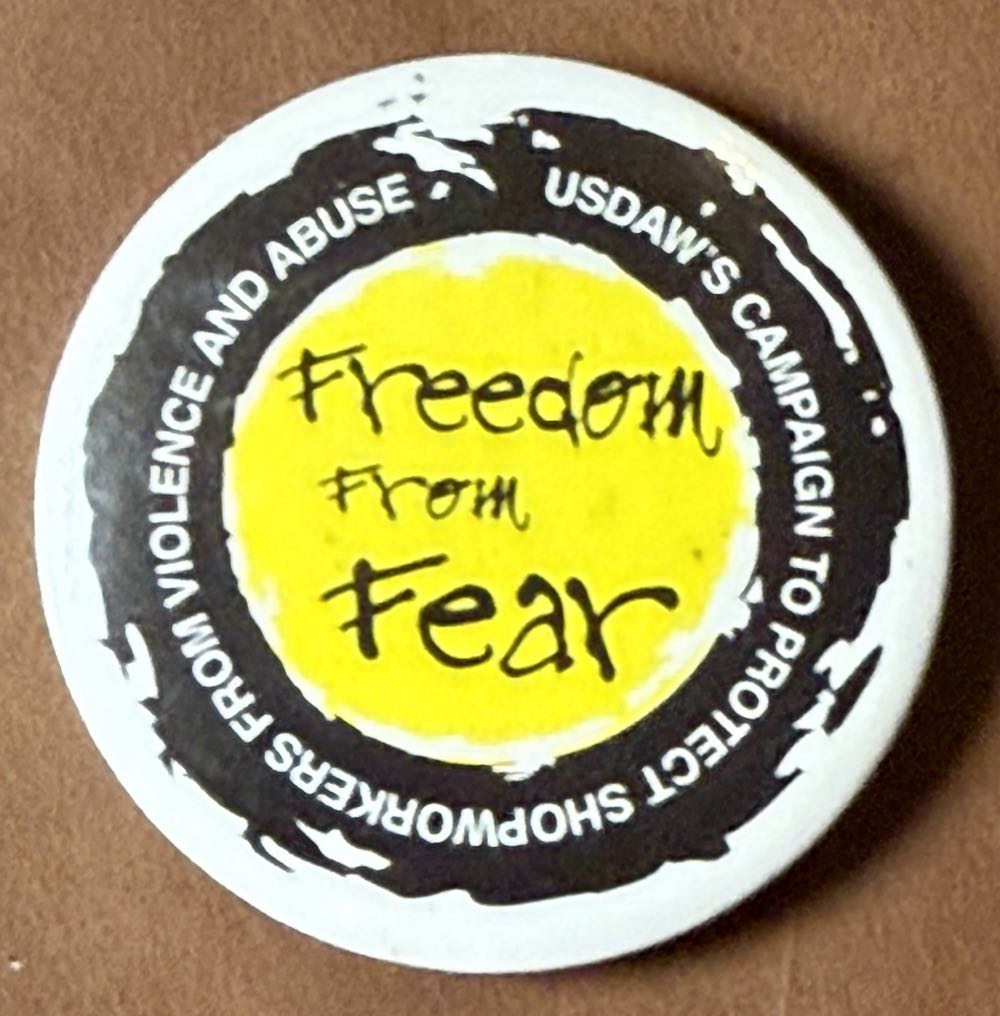 Freedom
From
Fear
USDAW'S CAMPAIGN TO PROTECT SHOPWORKERS FROM VIOLENCE AND ABUSE